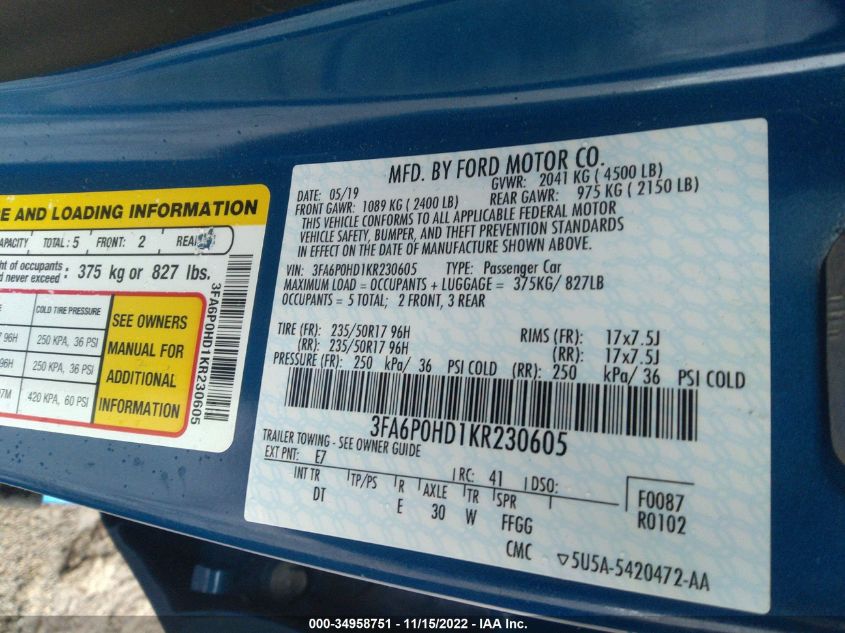 E AND LOADING INFORMATION
APACITY TOTAL: 5 FRONT: 2 REAR
ht of occupants
d never exceed 375 kg or 827 lbs.
COLD TIRE PRESSURE
7 96H 250 KPA, 36 PSI
96H 250 KPA, 36 PSI
97M 420 KPA, 60 PSI
SEE OWNERS
MANUAL FOR
ADDITIONAL
INFORMATION
3FA6P0HD1KR230605
MFD. BY FORD MOTOR CO.
DATE: 05/19 GVWR: 2041 KG ( 4500 LB)
FRONT GAWR: 1089 KG ( 2400 LB) REAR GAWR: 975 KG ( 2150 LB)
THIS VEHICLE CONFORMS TO ALL APPLICABLE FEDERAL MOTOR
VEHICLE SAFETY, BUMPER, AND THEFT PREVENTION STANDARDS
IN EFFECT ON THE DATE OF MANUFACTURE SHOWN ABOVE.
VIN: 3FA6P0HD1KR230605 TYPE: Passenger Car
MAXIMUM LOAD = OCCUPANTS + LUGGAGE = 375KG/ 827LB
OCCUPANTS = 5 TOTAL; 2 FRONT, 3 REAR
TIRE (FR): 235/50R17 96H RIMS (FR): 17x7.5J
(RR): 235/50R17 96H (RR): 17x7.5J
PRESSURE (FR): 250 kPa/ 36 PSI COLD (RR): 250 kPa/ 36 PSI COLD
3FA6P0HD1KR230605
TRAILER TOWING - SEE OWNER GUIDE
EXT PNT: E7 RC: 41 DSO:
INT TR TP/PS R AXLE TR SPR F0087
DT E 30 W FFGG R0102
CMC ▽5U5A-5420472-AA
000-34958751 - 11/15/2022 - IAAI Inc.